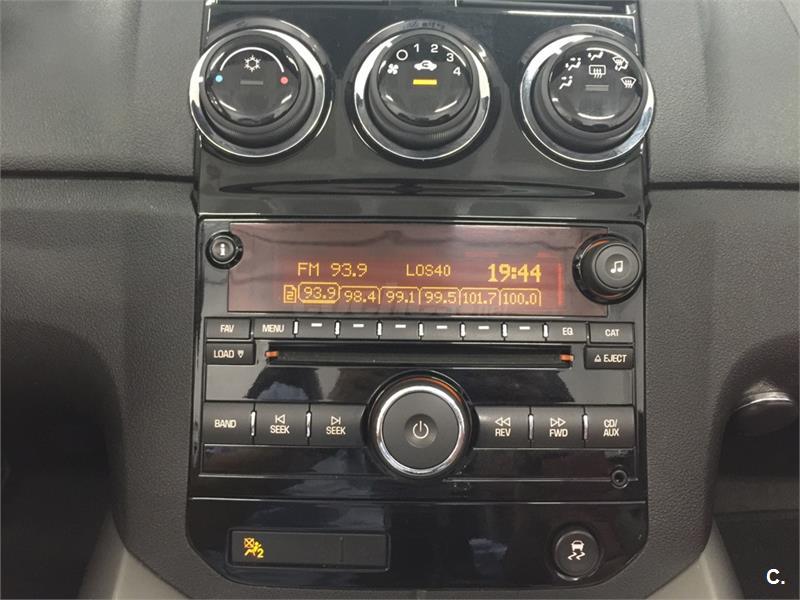 1 2 3 4
i
FM 93.9 LOS40 19:44
2 93.9 98.4 99.1 99.5 101.7 100.0
FAV MENU EQ CAT
LOAD EJECT
BAND SEEK SEEK REV FWD CD/
AUX
2
C.